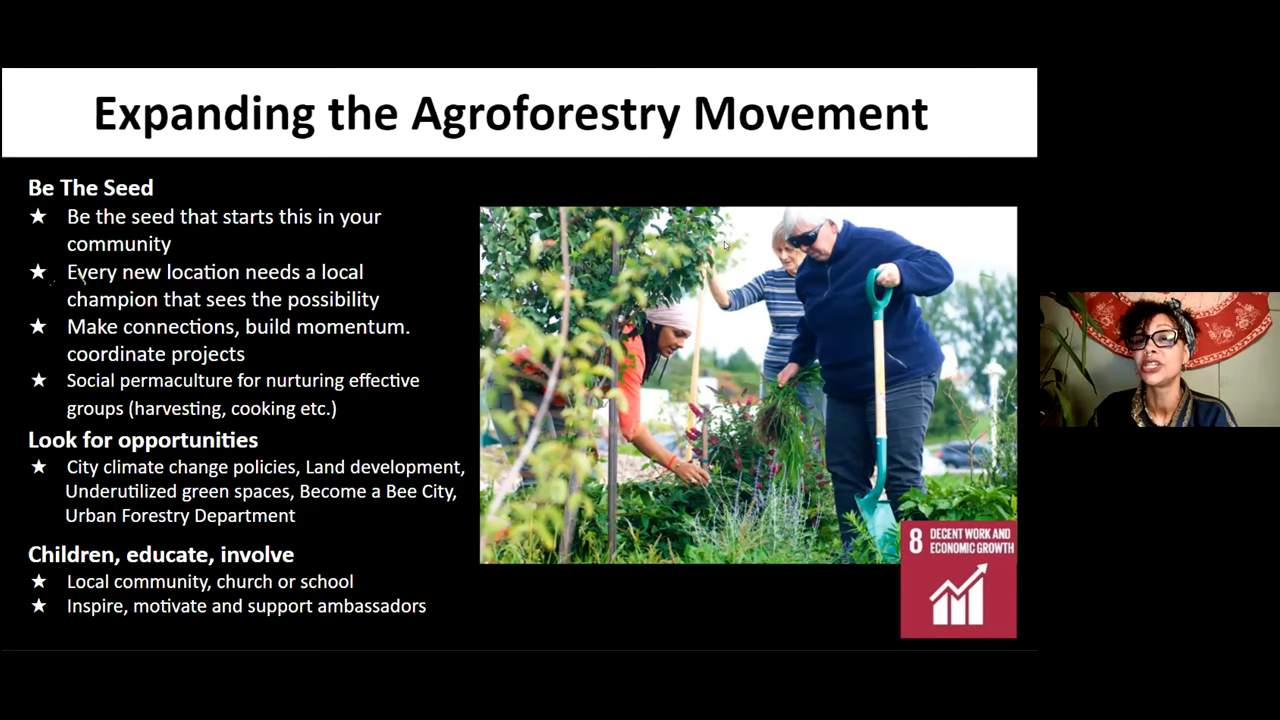 Expanding the Agroforestry Movement
Be The Seed
★ Be the seed that starts this in your
community
★ Every new location needs a local
champion that sees the possibility
★ Make connections, build momentum.
coordinate projects
★ Social permaculture for nurturing effective
groups (harvesting, cooking etc.)
Look for opportunities
★ City climate change policies, Land development,
Underutilized green spaces, Become a Bee City,
Urban Forestry Department
Children, educate, involve
★ Local community, church or school
★ Inspire, motivate and support ambassadors
8 DECENT WORK AND
ECONOMIC GROWTH